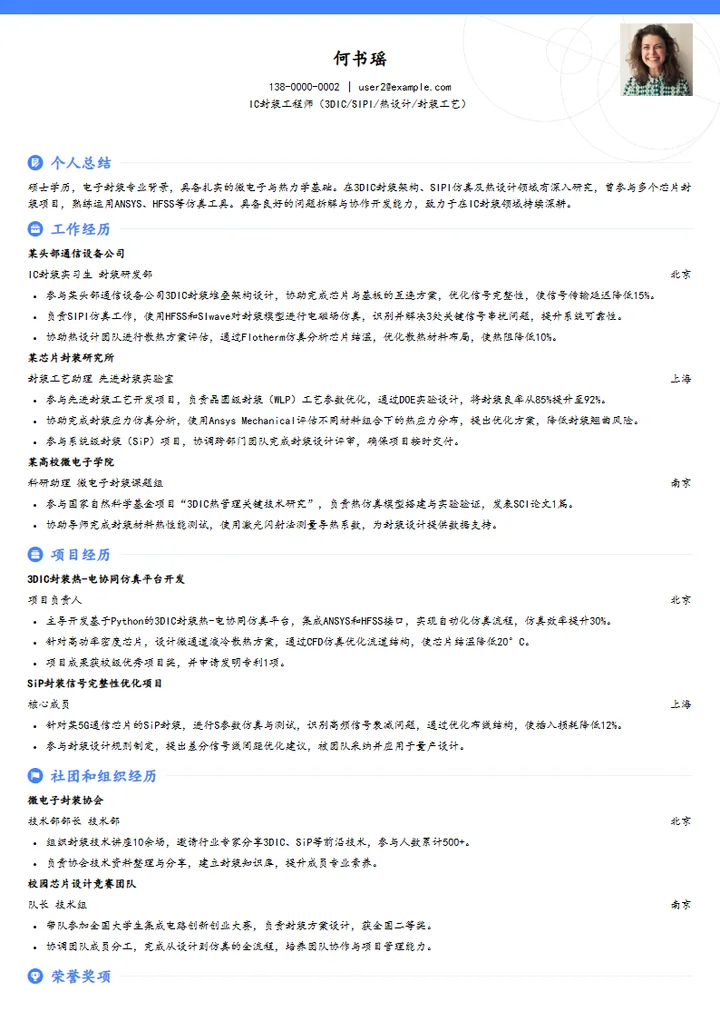 何书瑶
138-0000-0002 | user2@example.com
IC封装工程师（3DIC/SIPI/热设计/封装工艺）
个人总结
硕士学历，电子封装专业背景，具备扎实的微电子与热力学基础。在3DIC封装架构、SIPI仿真及热设计领域有深入研究，曾参与多个芯片封
装项目，熟练运用ANSYS、HFSS等仿真工具。具备良好的问题拆解与协作开发能力，致力于在IC封装领域持续深耕。
工作经历
某头部通信设备公司
IC封装实习生 封装研发部 北京
• 参与某头部通信设备公司3DIC封装堆叠架构设计，协助完成芯片与基板的互连方案，优化信号完整性，使信号传输延迟降低15%。
• 负责SIPI仿真工作，使用HFSS和SIwave对封装模型进行电磁场仿真，识别并解决3处关键信号串扰问题，提升系统可靠性。
• 协助热设计团队进行散热方案评估，通过Flotherm仿真分析芯片结温，优化散热材料布局，使热阻降低10%。
某芯片封装研究所
封装工艺助理 先进封装实验室 上海
• 参与先进封装工艺开发项目，负责晶圆级封装（WLP）工艺参数优化，通过DOE实验设计，将封装良率从85%提升至92%。
• 协助完成封装应力仿真分析，使用Ansys Mechanical评估不同材料组合下的热应力分布，提出优化方案，降低封装翘曲风险。
• 参与系统级封装（SiP）项目，协调跨部门团队完成封装设计评审，确保项目按时交付。
某高校微电子学院
科研助理 微电子封装课题组 南京
• 参与国家自然科学基金项目“3DIC热管理关键技术研究”，负责热仿真模型搭建与实验验证，发表SCI论文1篇。
• 协助导师完成封装材料热性能测试，使用激光闪射法测量导热系数，为封装设计提供数据支持。
项目经历
3DIC封装热-电协同仿真平台开发
项目负责人 北京
• 主导开发基于Python的3DIC封装热-电协同仿真平台，集成ANSYS和HFSS接口，实现自动化仿真流程，仿真效率提升30%。
• 针对高功率密度芯片，设计微通道液冷散热方案，通过CFD仿真优化流道结构，使芯片结温降低20°C。
• 项目成果获校级优秀项目奖，并申请发明专利1项。
SiP封装信号完整性优化项目
核心成员 上海
• 针对某5G通信芯片的SiP封装，进行S参数仿真与测试，识别高频信号衰减问题，通过优化布线结构，使插入损耗降低12%。
• 参与封装设计规则制定，提出差分信号线间距优化建议，被团队采纳并应用于量产设计。
社团和组织经历
微电子封装协会
技术部部长 技术部 北京
• 组织封装技术讲座10余场，邀请行业专家分享3DIC、SiP等前沿技术，参与人数累计500+。
• 负责协会技术资料整理与分享，建立封装知识库，提升成员专业素养。
校园芯片设计竞赛团队
队长 技术组 南京
• 带队参加全国大学生集成电路创新创业大赛，负责封装方案设计，获全国二等奖。
• 协调团队成员分工，完成从设计到仿真的全流程，培养团队协作与项目管理能力。
荣誉奖项